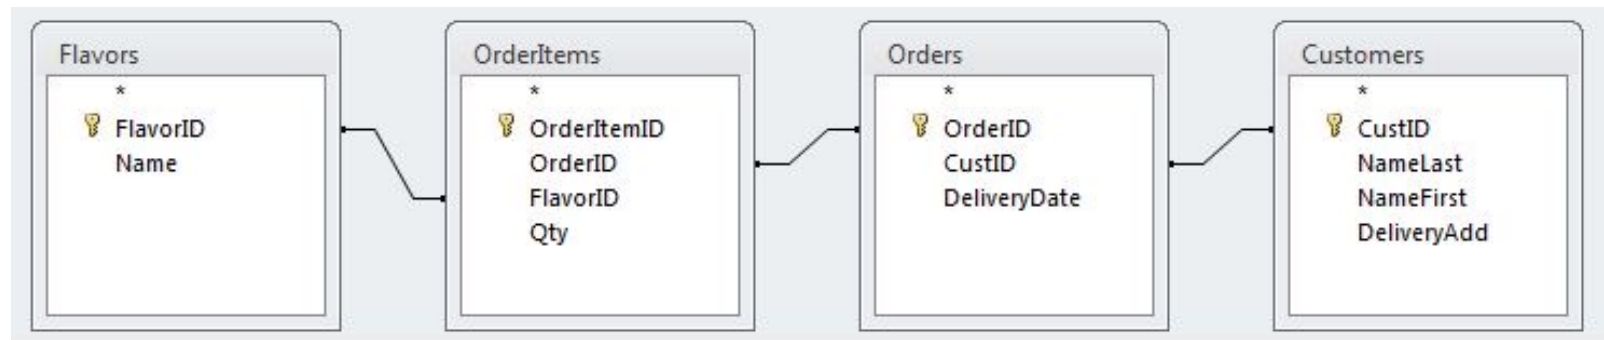 Flavors
*
FlavorID
Name
OrderItems
*
OrderItemID
OrderID
FlavorID
Qty
Orders
*
OrderID
CustID
DeliveryDate
Customers
*
CustID
NameLast
NameFirst
DeliveryAdd